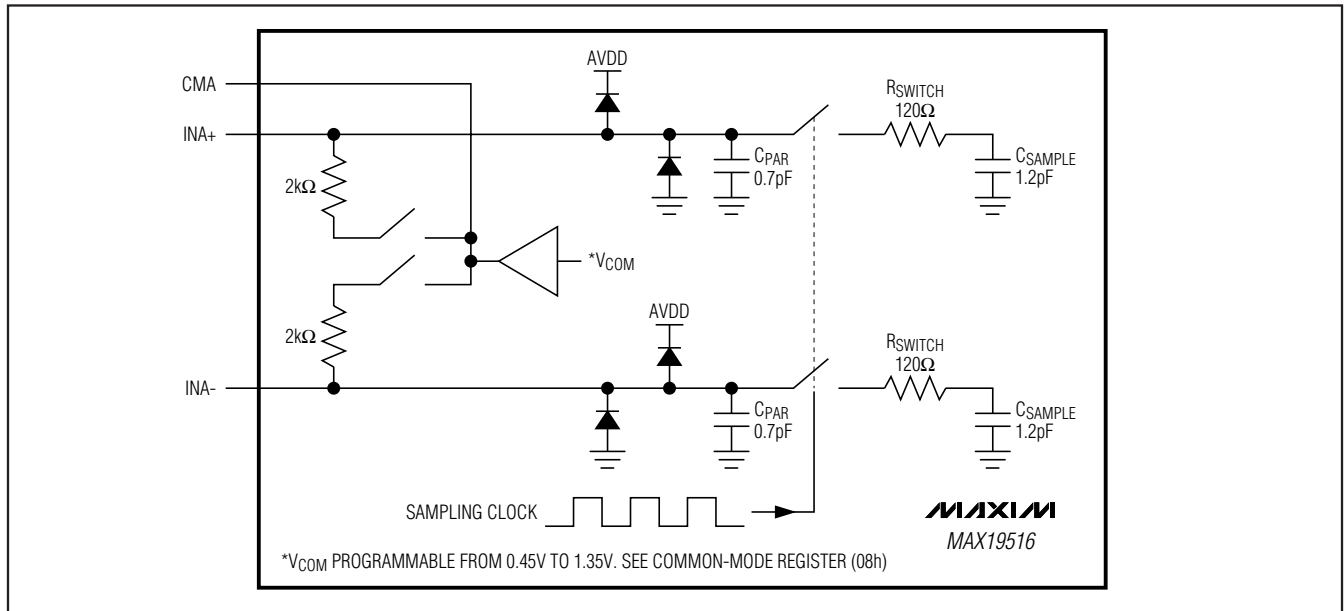 CMA
INA+
AVDD
RSWITCH
120Ω
2kΩ
CPAR
0.7pF
CSAMPLE
1.2pF
*VCOM
2kΩ
AVDD
RSWITCH
120Ω
INA-
CPAR
0.7pF
CSAMPLE
1.2pF
SAMPLING CLOCK
MAXIM
MAX19516
*VCOM PROGRAMMABLE FROM 0.45V TO 1.35V. SEE COMMON-MODE REGISTER (08h)